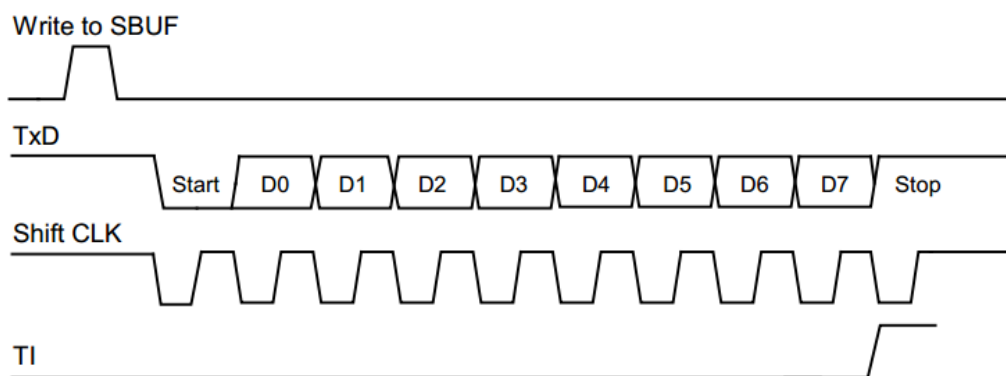 Write to SBUF
TxD
Start D0 D1 D2 D3 D4 D5 D6 D7 Stop
Shift CLK
TI